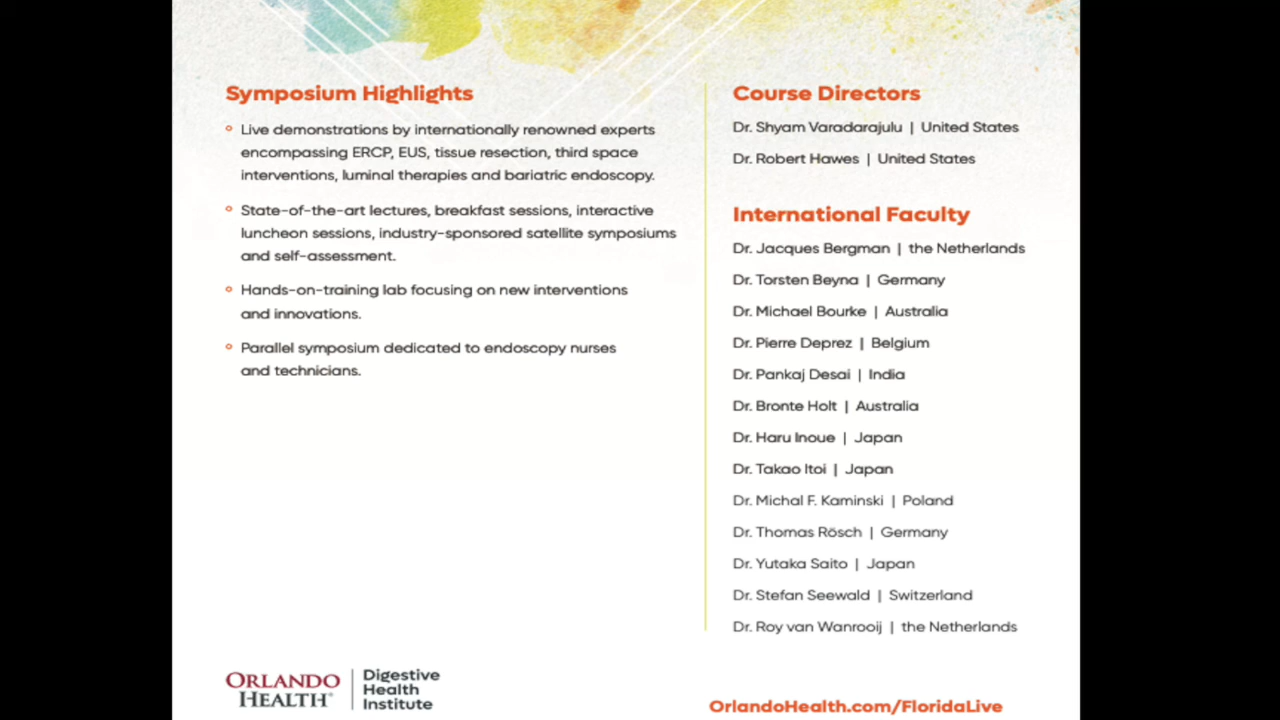 Symposium Highlights
° Live demonstrations by internationally renowned experts
encompassing ERCP, EUS, tissue resection, third space
interventions, luminal therapies and bariatric endoscopy.
° State-of-the-art lectures, breakfast sessions, interactive
luncheon sessions, industry-sponsored satellite symposiums
and self-assessment.
° Hands-on-training lab focusing on new interventions
and innovations.
° Parallel symposium dedicated to endoscopy nurses
and technicians.
Course Directors
Dr. Shyam Varadarajulu | United States
Dr. Robert Hawes | United States
International Faculty
Dr. Jacques Bergman | the Netherlands
Dr. Torsten Beyna | Germany
Dr. Michael Bourke | Australia
Dr. Pierre Deprez | Belgium
Dr. Pankaj Desai | India
Dr. Bronte Holt | Australia
Dr. Haru Inoue | Japan
Dr. Takao Itoi | Japan
Dr. Michal F. Kaminski | Poland
Dr. Thomas Rösch | Germany
Dr. Yutaka Saito | Japan
Dr. Stefan Seewald | Switzerland
Dr. Roy van Wanrooij | the Netherlands
ORLANDO
HEALTH®
Digestive
Health
Institute
OrlandoHealth.com/FloridaLive